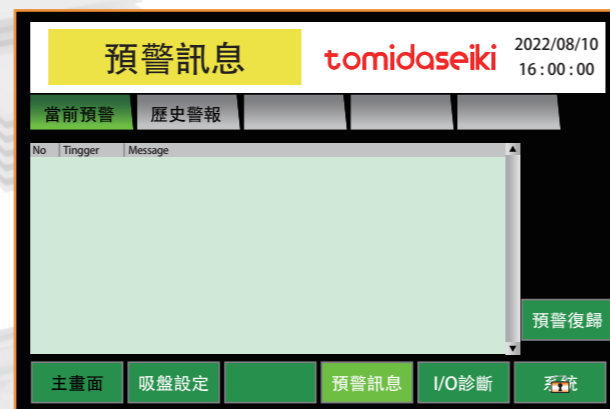 預警訊息
tomidaseiki
2022/08/10
16:00:00
當前預警 歷史警報
No Tingger Message
預警復歸
主畫面 吸盤設定 預警訊息 I/O診斷 系統